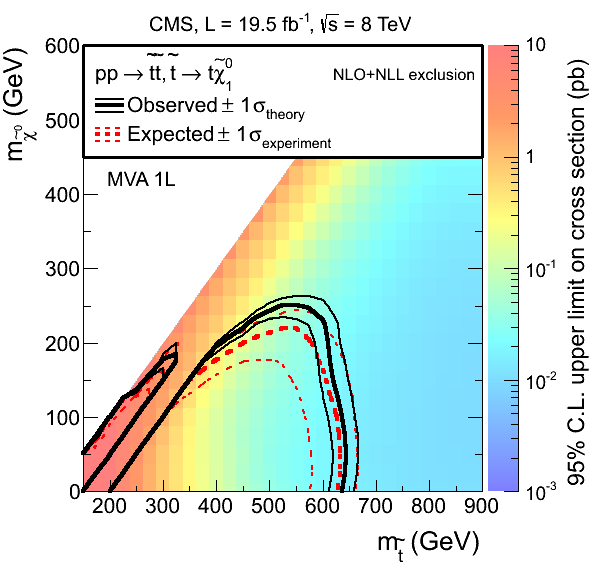 CMS, L = 19.5 fb⁻¹, √s = 8 TeV
pp → t̃t̃, t̃ → tχ̃⁰₁ NLO+NLL exclusion
Observed ± 1σ_theory
Expected ± 1σ_experiment
MVA 1L
m_χ̃⁰ (GeV)
600
500
400
300
200
100
0
200 300 400 500 600 700 800 900
m_t̃ (GeV)
10
1
10⁻¹
10⁻²
10⁻³
95% C.L. upper limit on cross section (pb)